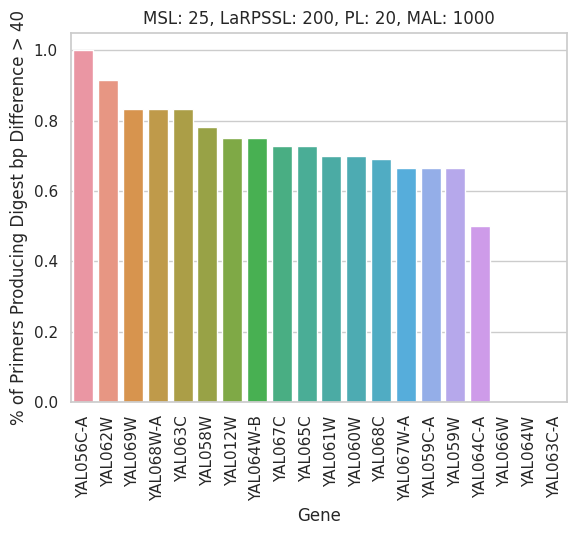 MSL: 25, LaRPSSL: 200, PL: 20, MAL: 1000
% of Primers Producing Digest bp Difference > 40
1.0
0.8
0.6
0.4
0.2
0.0
YAL056C-A
YAL062W
YAL069W
YAL068W-A
YAL063C
YAL058W
YAL012W
YAL064W-B
YAL067C
YAL065C
YAL061W
YAL060W
YAL068C
YAL067W-A
YAL059C-A
YAL059W
YAL064C-A
YAL066W
YAL064W
YAL063C-A
Gene